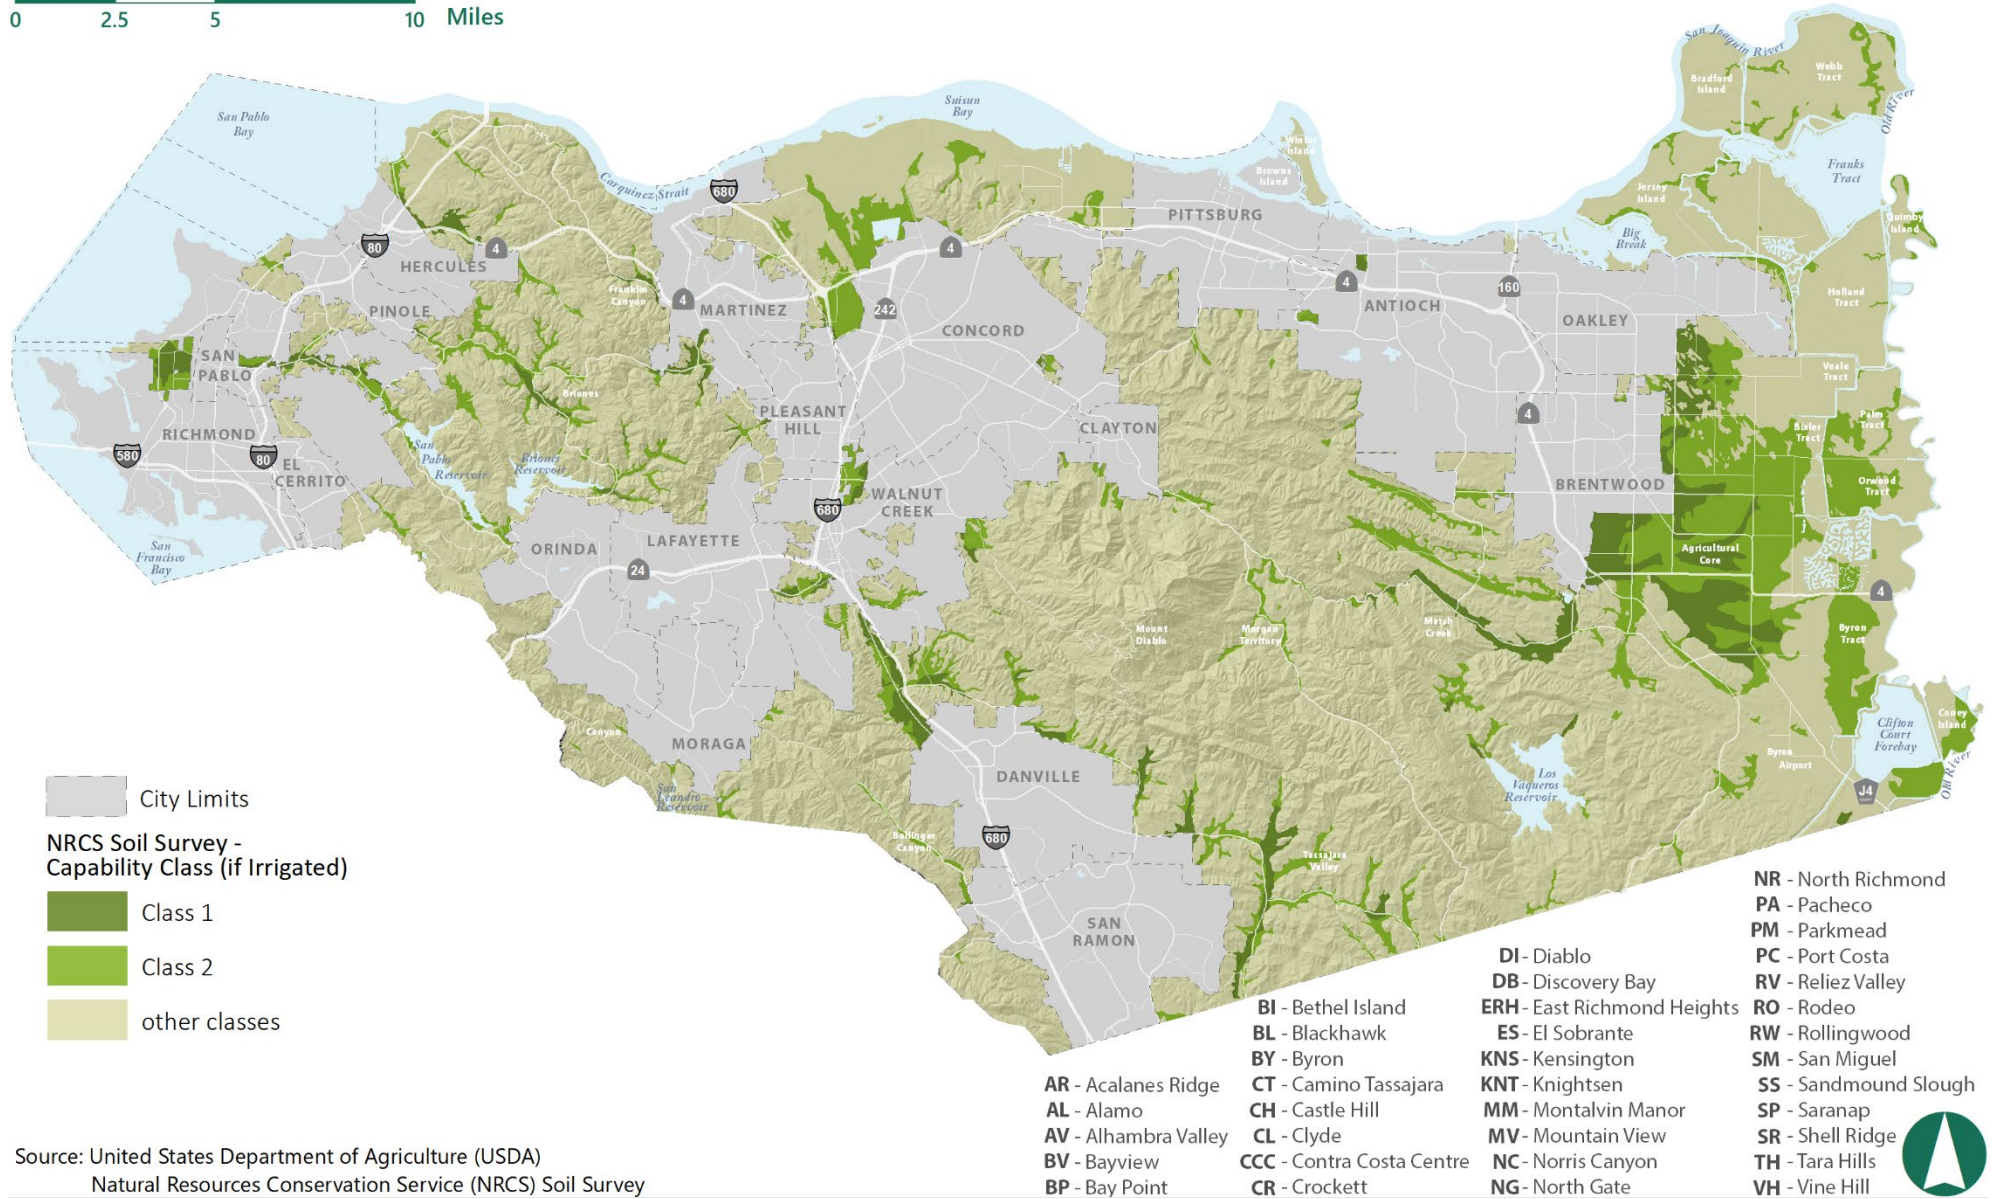 0 2.5 5 10 Miles
San Joaquin River
Webb
Tract
Bradford
Island
Old River
San Pablo
Bay
Suisun
Bay
Winter
Island
Browns
Island
Franks
Tract
Carquinez Strait
680
Jersey
Island
Quimby
Island
PITTSBURG
Big
Break
80
4
4
HERCULES
Franklin
Canyon
4
MARTINEZ
242
4
ANTIOCH
160
OAKLEY
Holland
Tract
PINOLE
CONCORD
SAN
PABLO
Veale
Tract
Briones
PLEASANT
HILL
CLAYTON
4
Palm
Tract
Bixler
Tract
RICHMOND
580
80
EL
CERRITO
San
Pablo
Reservoir
Briones
Reservoir
680
WALNUT
CREEK
BRENTWOOD
Orwood
Tract
San
Francisco
Bay
ORINDA
LAFAYETTE
24
Agricultural
Core
4
Mount
Diablo
Morgan
Territory
Marsh
Creek
Byron
Tract
Canyon
MORAGA
San
Leandro
Reservoir
DANVILLE
680
Bollinger
Canyon
Los
Vaqueros
Reservoir
Byron
Airport
Clifton
Court
Forebay
Coney
Island
Old River
J4
Tassajara
Valley
SAN
RAMON
City Limits
NRCS Soil Survey -
Capability Class (if Irrigated)
Class 1
Class 2
other classes
AR - Acalanes Ridge
AL - Alamo
AV - Alhambra Valley
BV - Bayview
BP - Bay Point
BI - Bethel Island
BL - Blackhawk
BY - Byron
CT - Camino Tassajara
CH - Castle Hill
CL - Clyde
CCC - Contra Costa Centre
CR - Crockett
DI - Diablo
DB - Discovery Bay
ERH - East Richmond Heights
ES - El Sobrante
KNS - Kensington
KNT - Knightsen
MM - Montalvin Manor
MV - Mountain View
NC - Norris Canyon
NG - North Gate
NR - North Richmond
PA - Pacheco
PM - Parkmead
PC - Port Costa
RV - Reliez Valley
RO - Rodeo
RW - Rollingwood
SM - San Miguel
SS - Sandmound Slough
SP - Saranap
SR - Shell Ridge
TH - Tara Hills
VH - Vine Hill
Source: United States Department of Agriculture (USDA)
Natural Resources Conservation Service (NRCS) Soil Survey